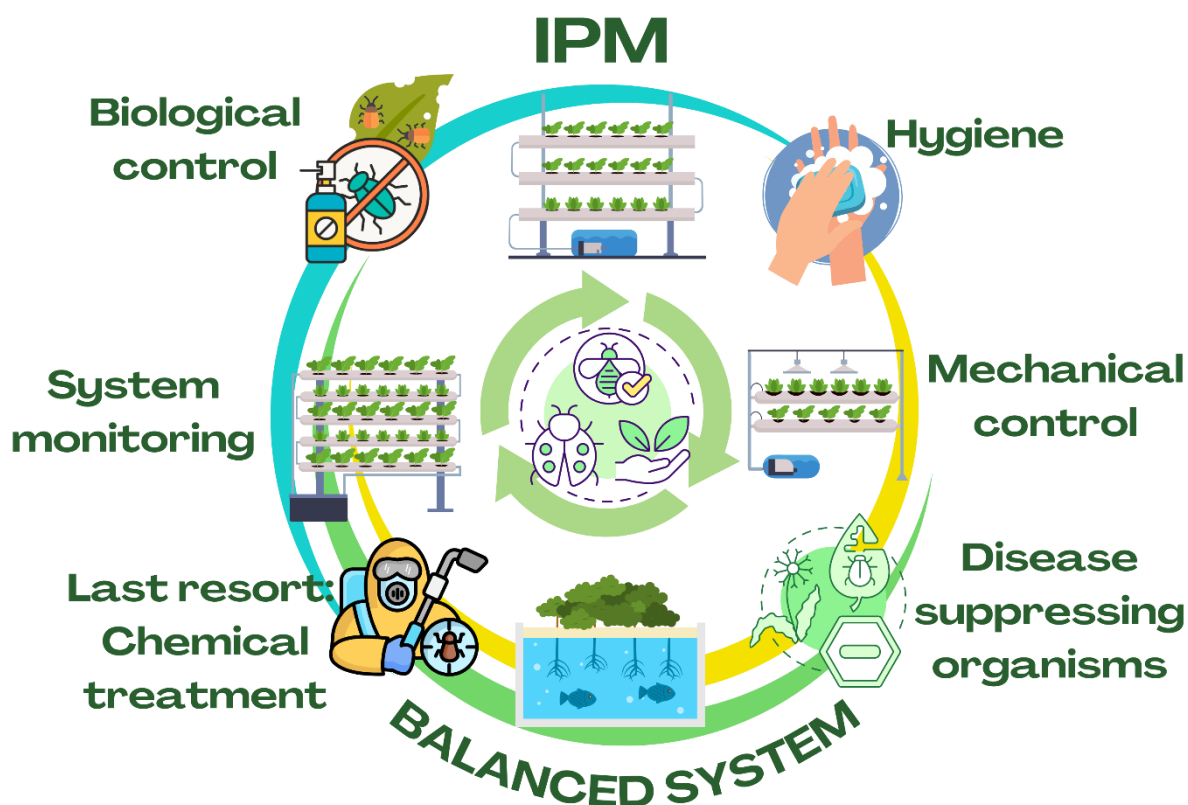 IPM
Biological
control
Hygiene
System
monitoring
Mechanical
control
Last resort:
Chemical
treatment
Disease
suppressing
organisms
BALANCED SYSTEM